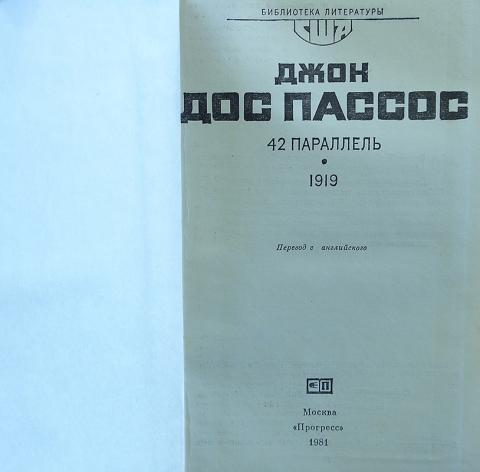 БИБЛИОТЕКА ЛИТЕРАТУРЫ
США
ДЖОН
ДОС ПАССОС
42 ПАРАЛЛЕЛЬ
•
1919
Перевод с английского
П
Москва
«Прогресс»
1981